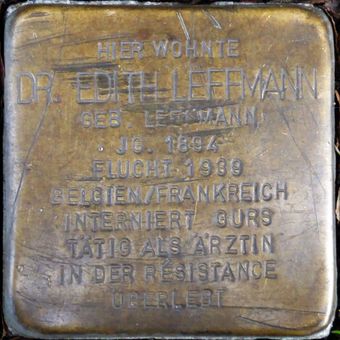 HIER WOHNTE
DR. EDITH LEFFMANN
GEB. LEFFMANN
JG. 1894
FLUCHT 1939
BELGIEN/FRANKREICH
INTERNIERT GURS
TÄTIG ALS ÄRZTIN
IN DER RÉSISTANCE
ÜBERLEBT